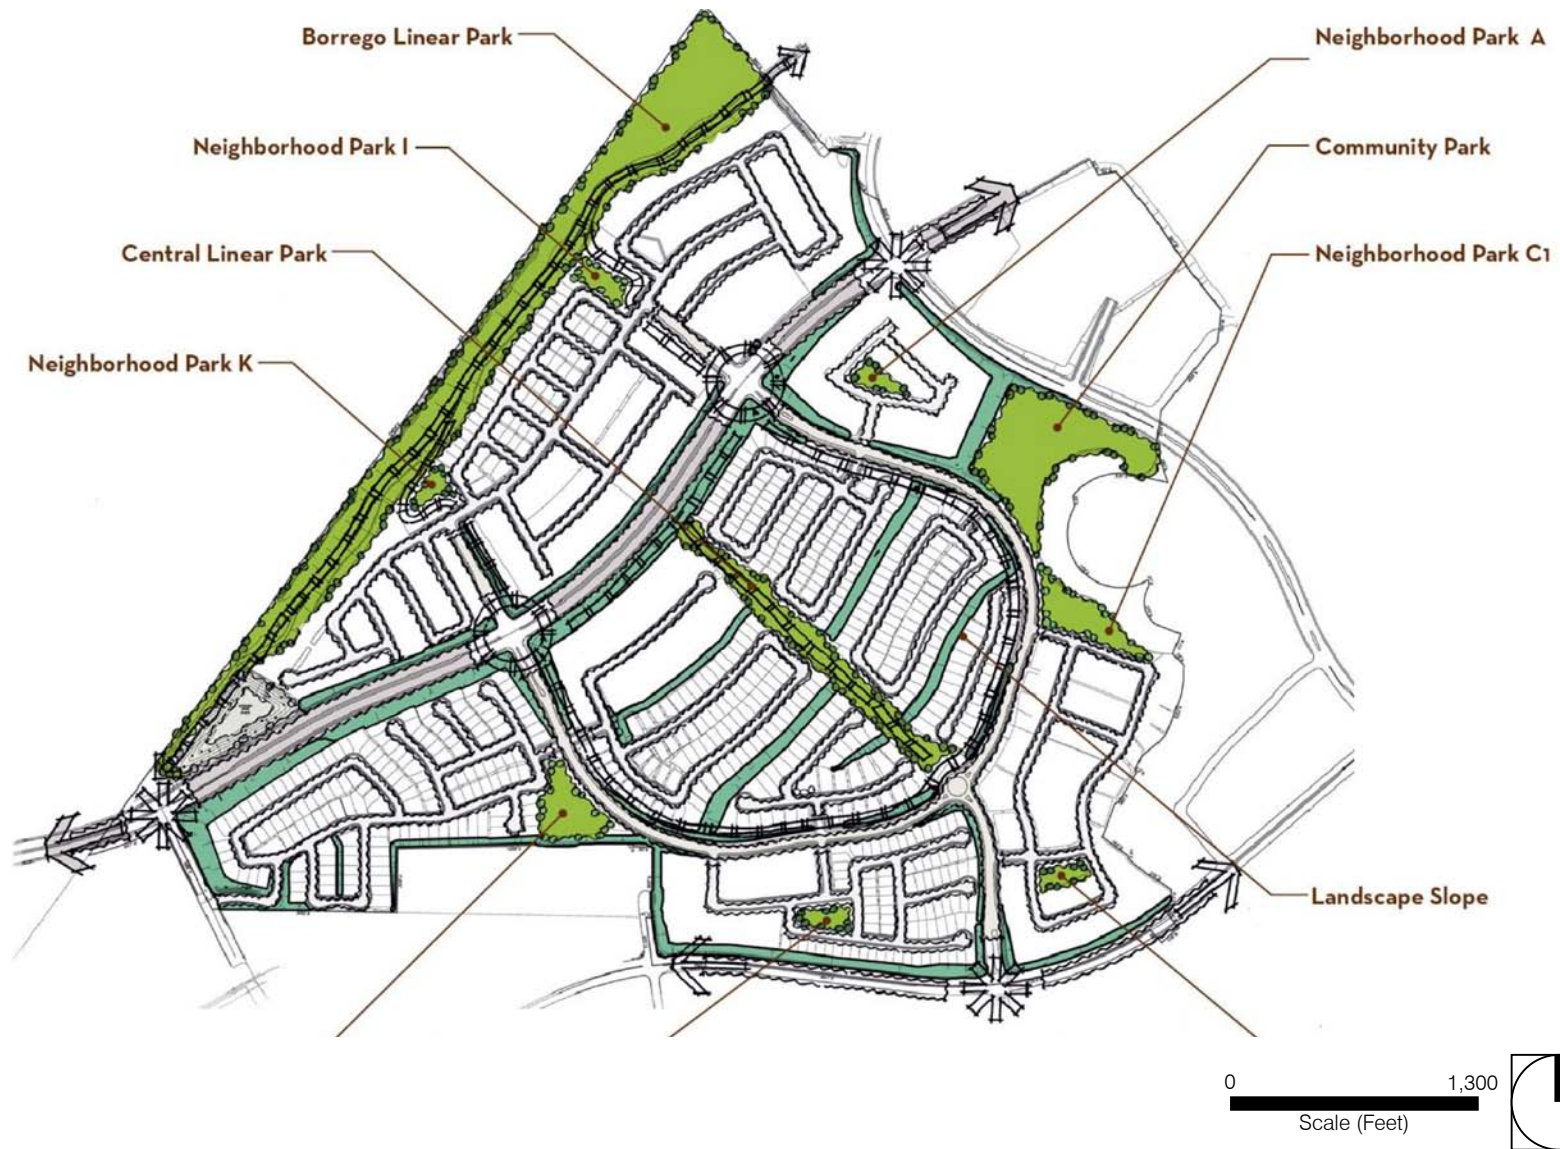 Borrego Linear Park
Neighborhood Park A
Neighborhood Park I
Community Park
Central Linear Park
Neighborhood Park C1
Neighborhood Park K
Landscape Slope
0 1,300
Scale (Feet)